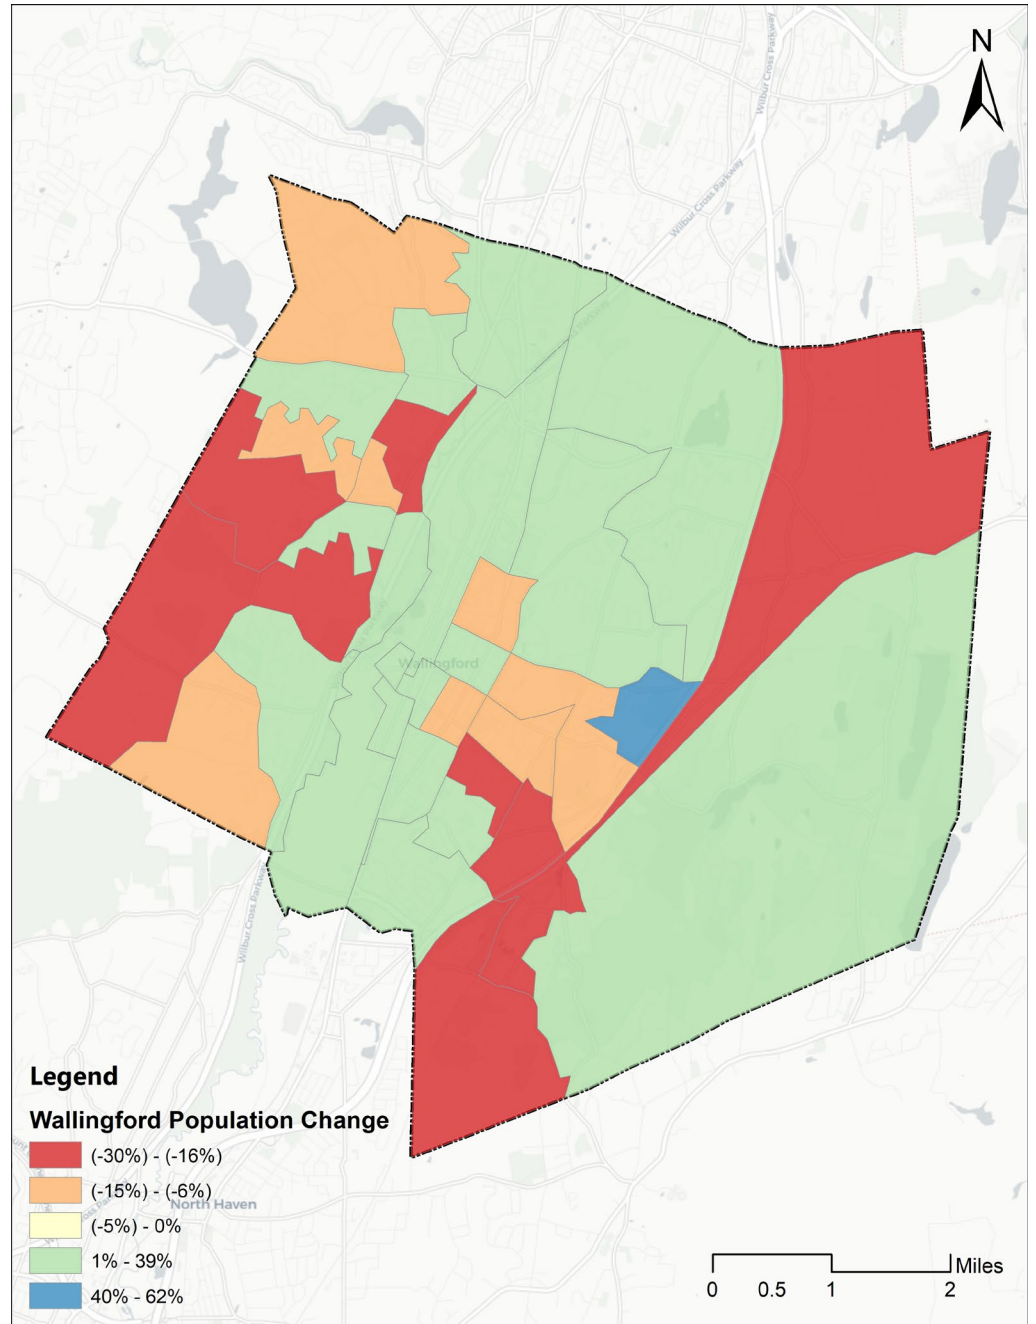 Wilbur Cross Parkway
N
Wilbur Cross Parkway
Wallingford
Wilbur Cross Parkway
Legend
Wallingford Population Change
(-30%) - (-16%)
(-15%) - (-6%)
(-5%) - 0%
1% - 39%
40% - 62%
North Haven
Miles
0 0.5 1 2